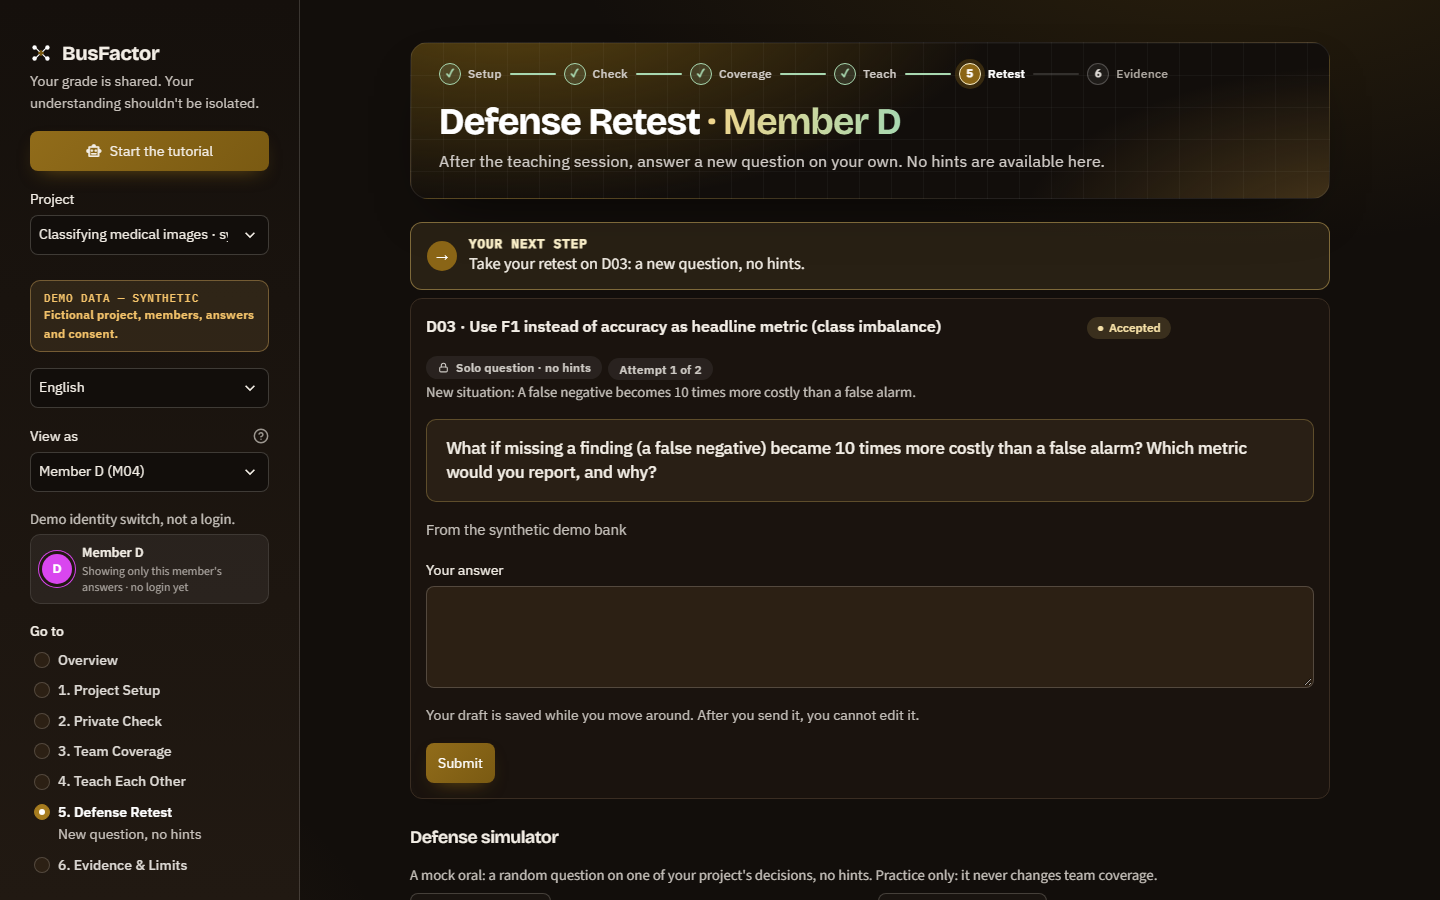 BusFactor
Your grade is shared. Your
understanding shouldn't be isolated.
Start the tutorial
Project
Classifying medical images · sy
DEMO DATA — SYNTHETIC
Fictional project, members, answers
and consent.
English
View as
Member D (M04)
Demo identity switch, not a login.
D
Member D
Showing only this member's
answers · no login yet
Go to
Overview
1. Project Setup
2. Private Check
3. Team Coverage
4. Teach Each Other
5. Defense Retest
New question, no hints
6. Evidence & Limits
Setup
Check
Coverage
Teach
5 Retest
6 Evidence
Defense Retest · Member D
After the teaching session, answer a new question on your own. No hints are available here.
YOUR NEXT STEP
Take your retest on D03: a new question, no hints.
D03 · Use F1 instead of accuracy as headline metric (class imbalance)
Accepted
Solo question · no hints
Attempt 1 of 2
New situation: A false negative becomes 10 times more costly than a false alarm.
What if missing a finding (a false negative) became 10 times more costly than a false alarm? Which metric
would you report, and why?
From the synthetic demo bank
Your answer
Your draft is saved while you move around. After you send it, you cannot edit it.
Submit
Defense simulator
A mock oral: a random question on one of your project's decisions, no hints. Practice only: it never changes team coverage.